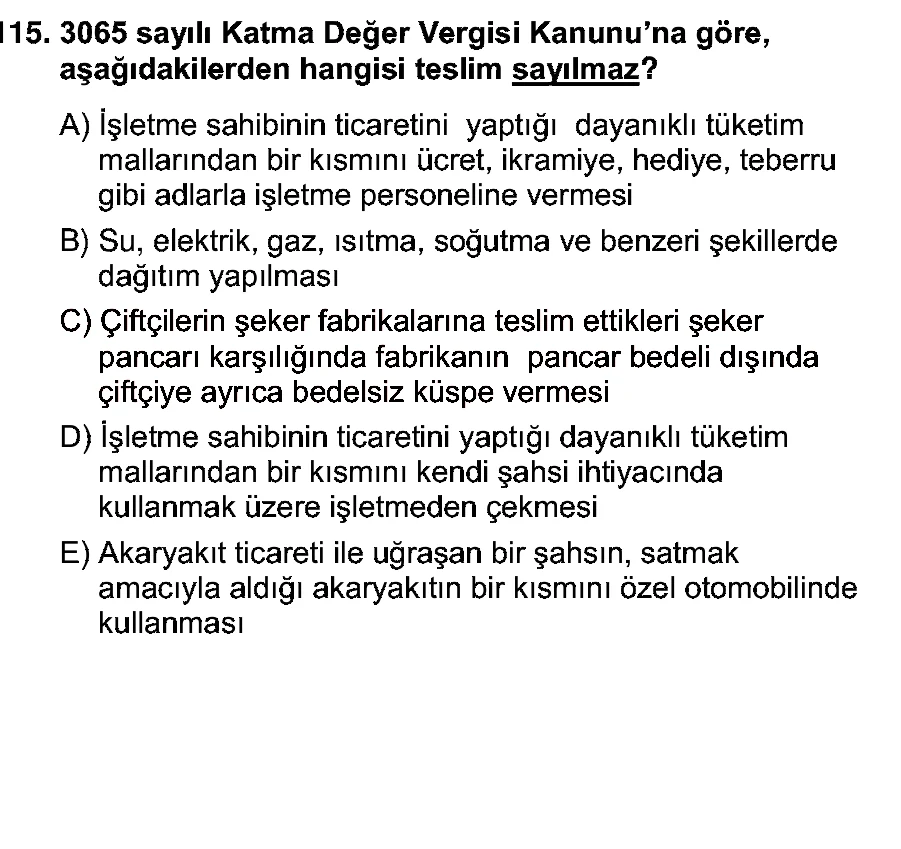 115. 3065 sayılı Katma Değer Vergisi Kanunu’na göre,
aşağıdakilerden hangisi teslim sayılmaz?
A) İşletme sahibinin ticaretini yaptığı dayanıklı tüketim
mallarından bir kısmını ücret, ikramiye, hediye, teberru
gibi adlarla işletme personeline vermesi
B) Su, elektrik, gaz, ısıtma, soğutma ve benzeri şekillerde
dağıtım yapılması
C) Çiftçilerin şeker fabrikalarına teslim ettikleri şeker
pancarı karşılığında fabrikanın pancar bedeli dışında
çiftçiye ayrıca bedelsiz küspe vermesi
D) İşletme sahibinin ticaretini yaptığı dayanıklı tüketim
mallarından bir kısmını kendi şahsi ihtiyacında
kullanmak üzere işletmeden çekmesi
E) Akaryakıt ticareti ile uğraşan bir şahsın, satmak
amacıyla aldığı akaryakıtın bir kısmını özel otomobilinde
kullanması